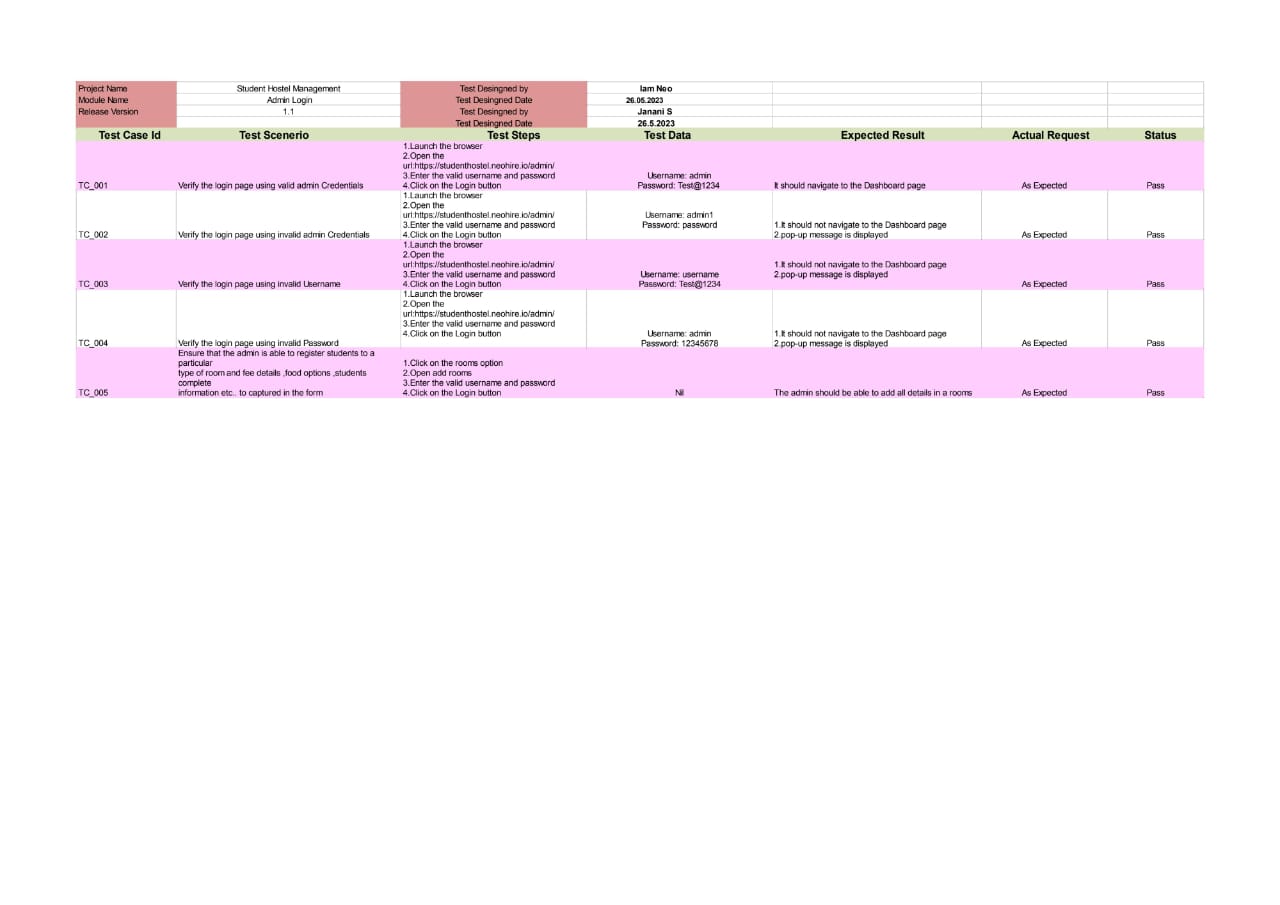 Project Name Student Hostel Management Test Desingned by Iam Neo
Module Name Admin Login Test Desingned Date 26.05.2023
Release Version 1.1 Test Desingned by Janani S
Test Desingned Date 26.5.2023
Test Case Id Test Scenerio Test Steps Test Data Expected Result Actual Request Status
TC_001
Verify the login page using valid admin Credentials
1.Launch the browser
2.Open the
url:https://studenthostel.neohire.io/admin/
3.Enter the valid username and password
4.Click on the Login button
Username: admin
Password: Test@1234
It should navigate to the Dashboard page
As Expected
Pass
TC_002
Verify the login page using invalid admin Credentials
1.Launch the browser
2.Open the
url:https://studenthostel.neohire.io/admin/
3.Enter the valid username and password
4.Click on the Login button
Username: admin1
Password: password
1.It should not navigate to the Dashboard page
2.pop-up message is displayed
As Expected
Pass
TC_003
Verify the login page using invalid Username
1.Launch the browser
2.Open the
url:https://studenthostel.neohire.io/admin/
3.Enter the valid username and password
4.Click on the Login button
Username: username
Password: Test@1234
1.It should not navigate to the Dashboard page
2.pop-up message is displayed
As Expected
Pass
TC_004
Verify the login page using invalid Password
1.Launch the browser
2.Open the
url:https://studenthostel.neohire.io/admin/
3.Enter the valid username and password
4.Click on the Login button
Username: admin
Password: 12345678
1.It should not navigate to the Dashboard page
2.pop-up message is displayed
As Expected
Pass
TC_005
Ensure that the admin is able to register students to a
particular
type of room and fee details ,food options ,students
complete
information etc.. to captured in the form
1.Click on the rooms option
2.Open add rooms
3.Enter the valid username and password
4.Click on the Login button
Nil
The admin should be able to add all details in a rooms
As Expected
Pass